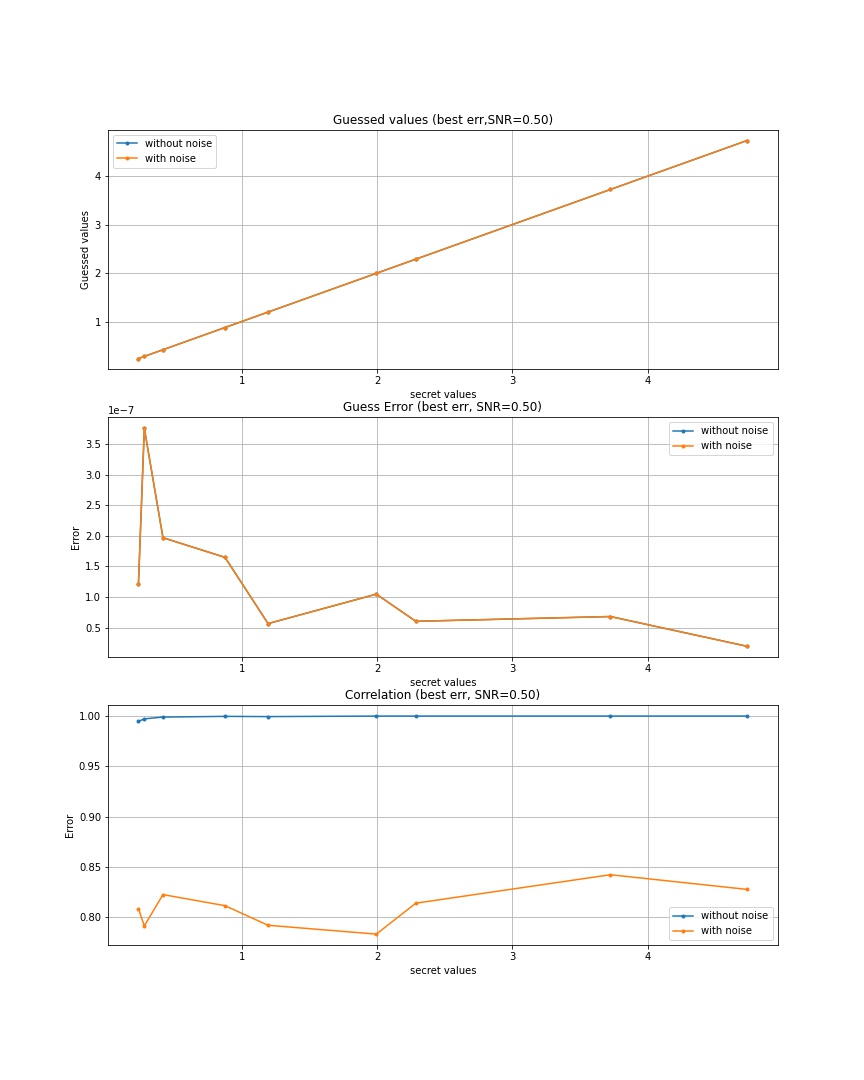 Guessed values (best err,SNR=0.50)
without noise
with noise
4
3
2
1
Guessed values
1 2 3 4
secret values
Guess Error (best err, SNR=0.50)
1e−7
without noise
with noise
3.5
3.0
2.5
2.0
1.5
1.0
0.5
Error
1 2 3 4
secret values
Correlation (best err, SNR=0.50)
1.00
0.95
0.90
0.85
0.80
Error
without noise
with noise
1 2 3 4
secret values